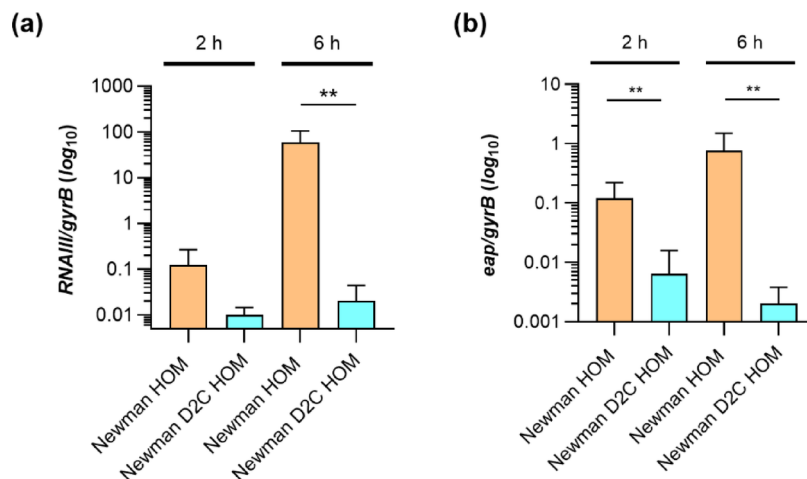 (a)
2 h
6 h
RNAIII/gyrB (log10)
1000
100
10
1
0.1
0.01
**
Newman HOM
Newman D2C HOM
Newman HOM
Newman D2C HOM
(b)
2 h
6 h
eap/gyrB (log10)
10
1
0.1
0.01
0.001
**
**
Newman HOM
Newman D2C HOM
Newman HOM
Newman D2C HOM